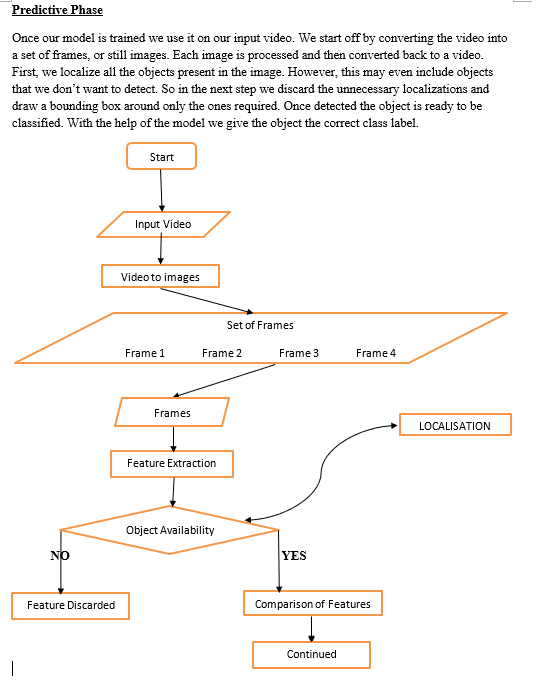 Predictive Phase
Once our model is trained we use it on our input video. We start off by converting the video into
a set of frames, or still images. Each image is processed and then converted back to a video.
First, we localize all the objects present in the image. However, this may even include objects
that we don't want to detect. So in the next step we discard the unnecessary localizations and
draw a bounding box around only the ones required. Once detected the object is ready to be
classified. With the help of the model we give the object the correct class label.
Start
Input Video
Video to images
Set of Frames
Frame 1 Frame 2 Frame 3 Frame 4
Frames
LOCALISATION
Feature Extraction
Object Availability
NO
YES
Feature Discarded
Comparison of Features
Continued